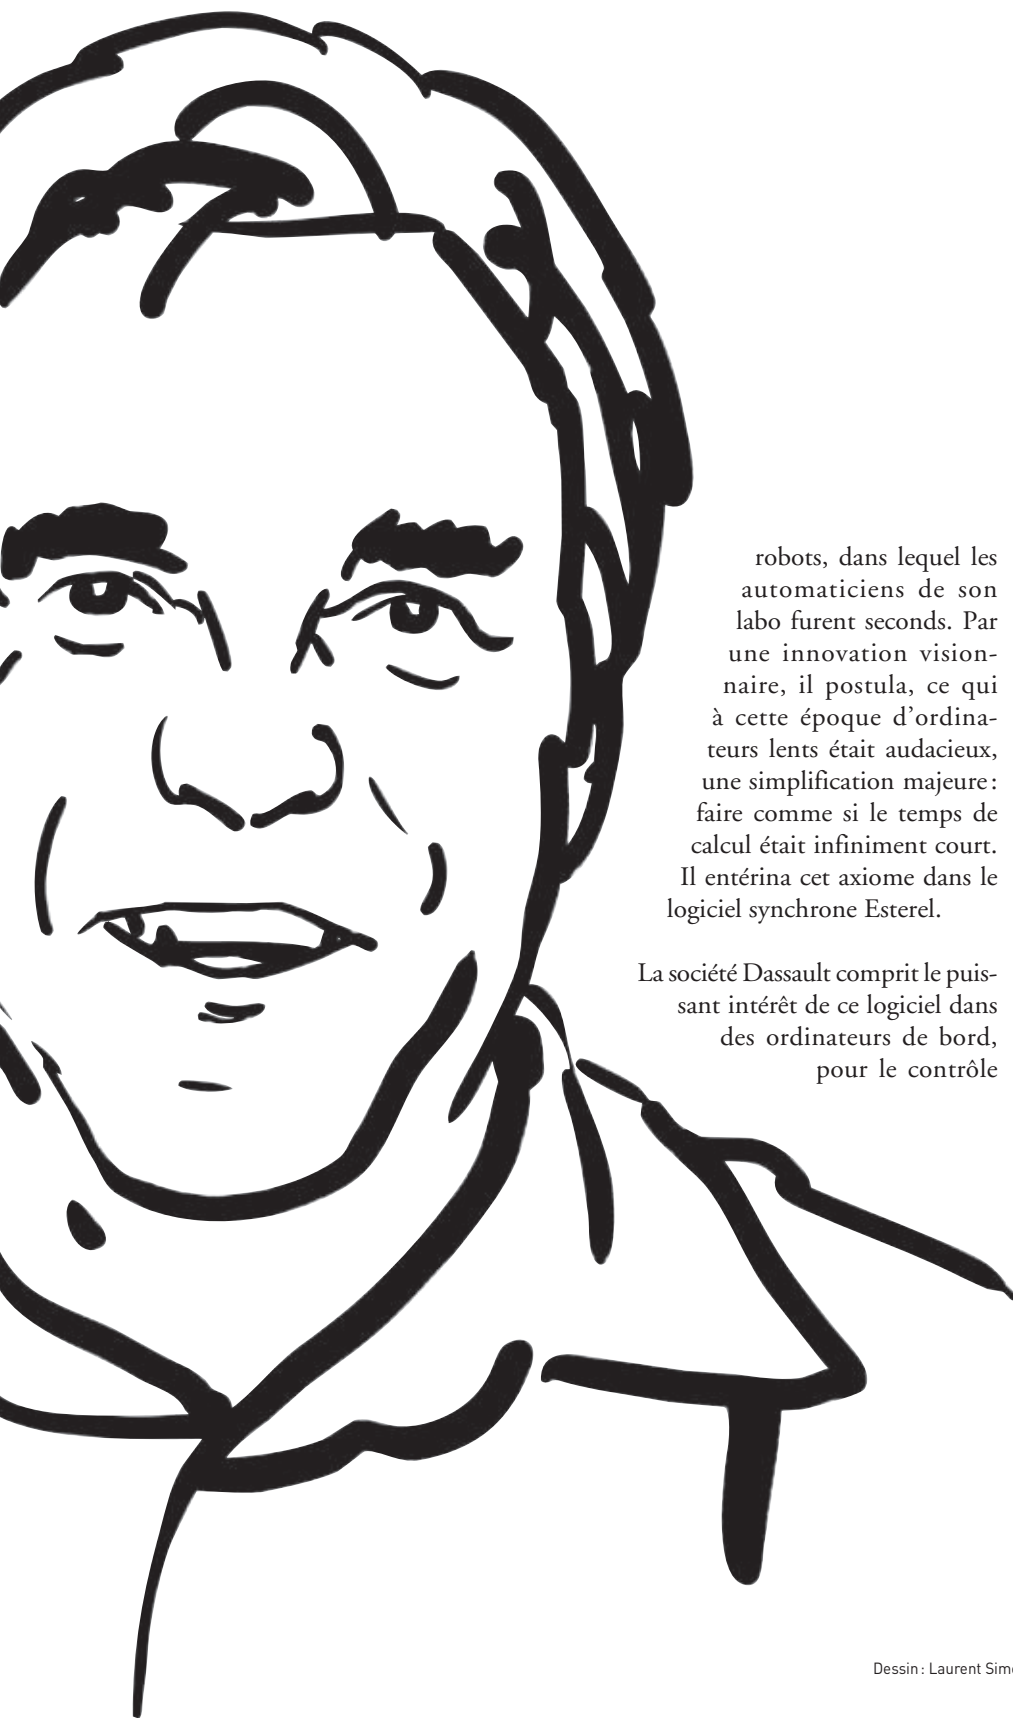 robots, dans lequel les
automaticiens de son
labo furent seconds. Par
une innovation vision-
naire, il postula, ce qui
à cette époque d’ordina-
teurs lents était audacieux,
une simplification majeure :
faire comme si le temps de
calcul était infiniment court.
Il entérina cet axiome dans le
logiciel synchrone Esterel.
La société Dassault comprit le puis-
sant intérêt de ce logiciel dans
des ordinateurs de bord,
pour le contrôle
Dessin : Laurent